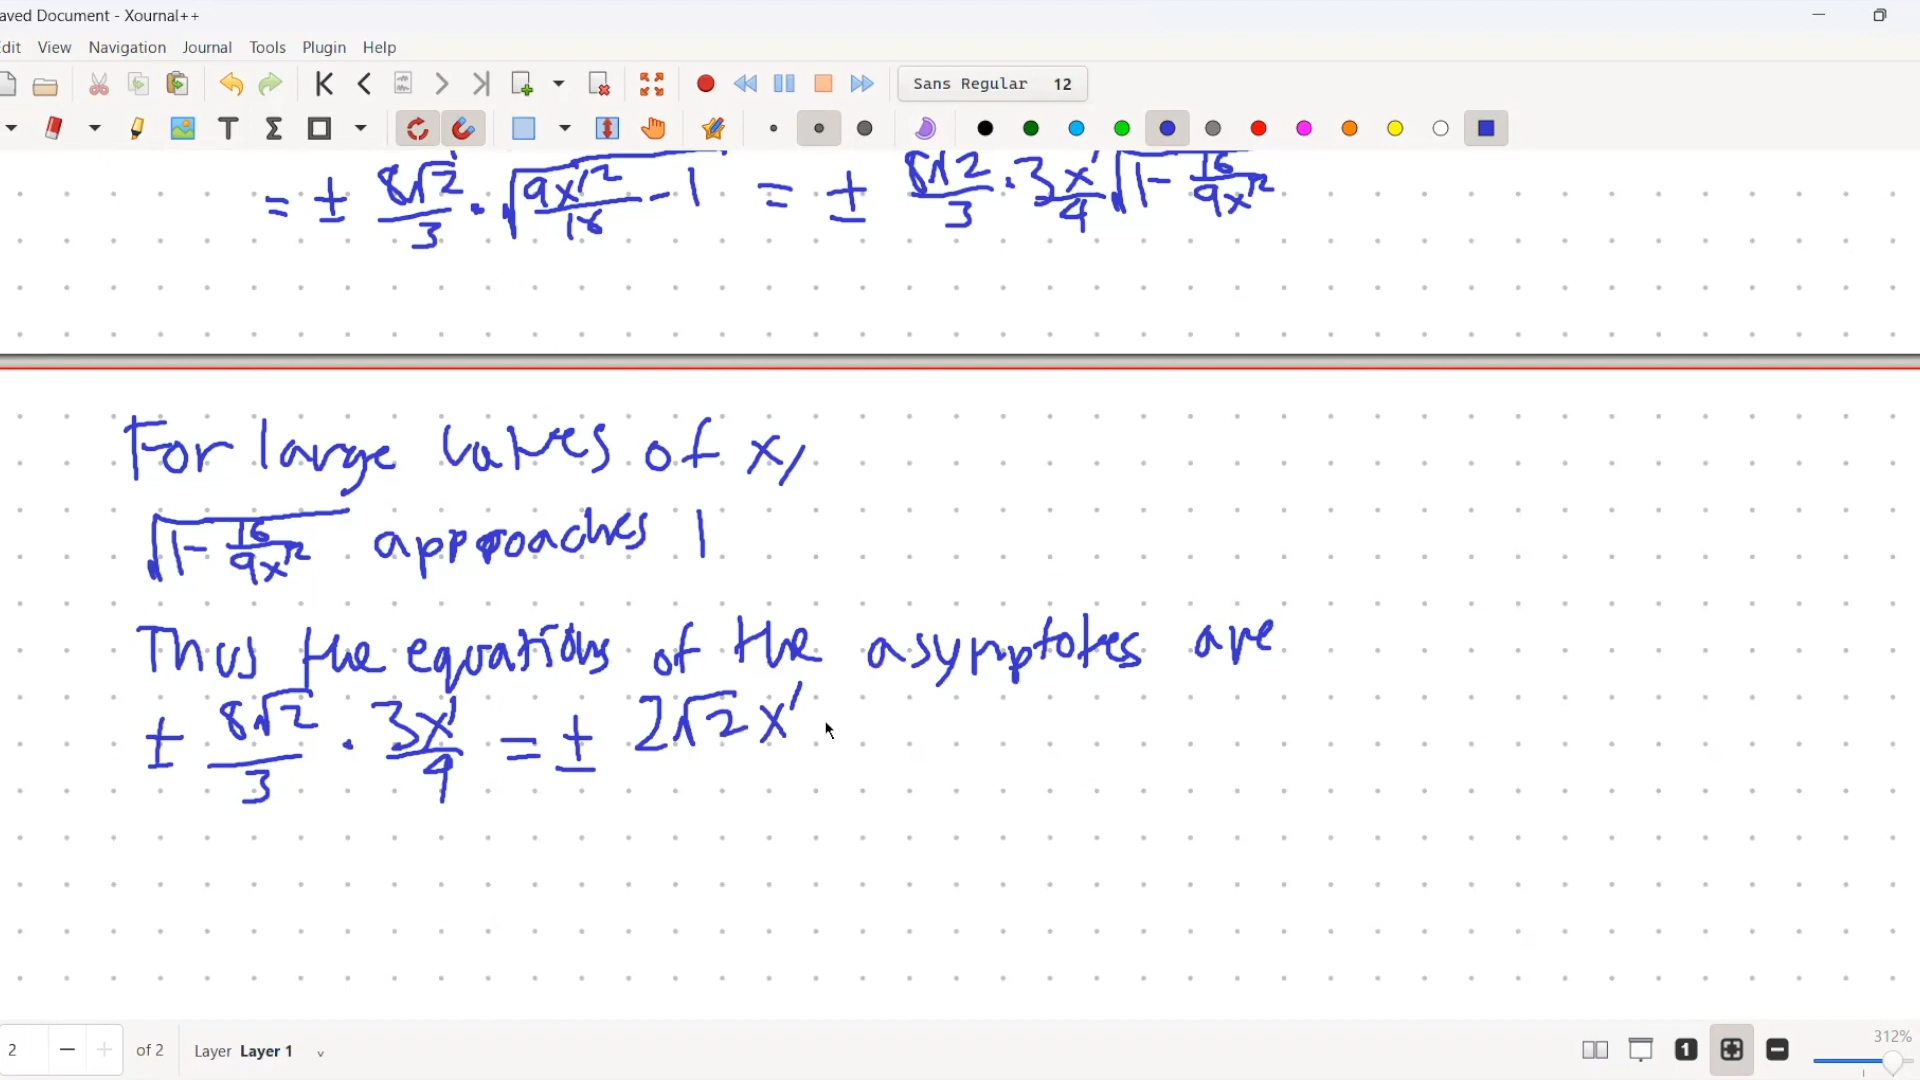 aved Document - Xournal++
dit View Navigation Journal Tools Plugin Help
Sans Regular 12
= ± 8√2/3 · √(9x'²/16 - 1) = ± 8√2/3 · 3x'/4 √(1 - 16/9x'²)
For large values of x,
√(1 - 16/9x'²) approaches 1
Thus the equations of the asymptotes are
± 8√2/3 · 3x'/4 = ± 2√2x'
2 of 2 Layer Layer 1
312%